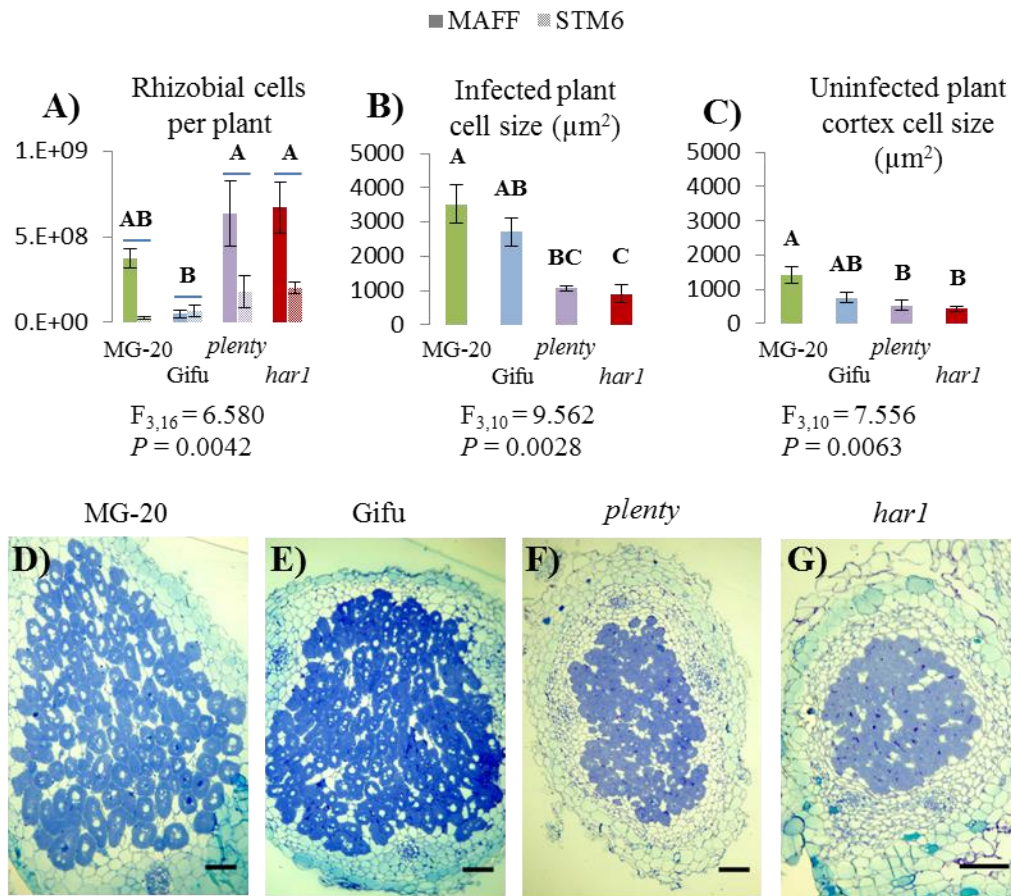 MAFF STM6
A) Rhizobial cells
per plant
1.E+09
5.E+08
0.E+00
AB
B
A
A
MG-20
Gifu
plenty
har1
F3,16 = 6.580
P = 0.0042
B) Infected plant
cell size (µm²)
5000
4000
3000
2000
1000
0
A
AB
BC
C
MG-20
Gifu
plenty
har1
F3,10 = 9.562
P = 0.0028
C) Uninfected plant
cortex cell size
(µm²)
5000
4000
3000
2000
1000
0
A
AB
B
B
MG-20
Gifu
plenty
har1
F3,10 = 7.556
P = 0.0063
MG-20
D)
Gifu
E)
plenty
F)
har1
G)